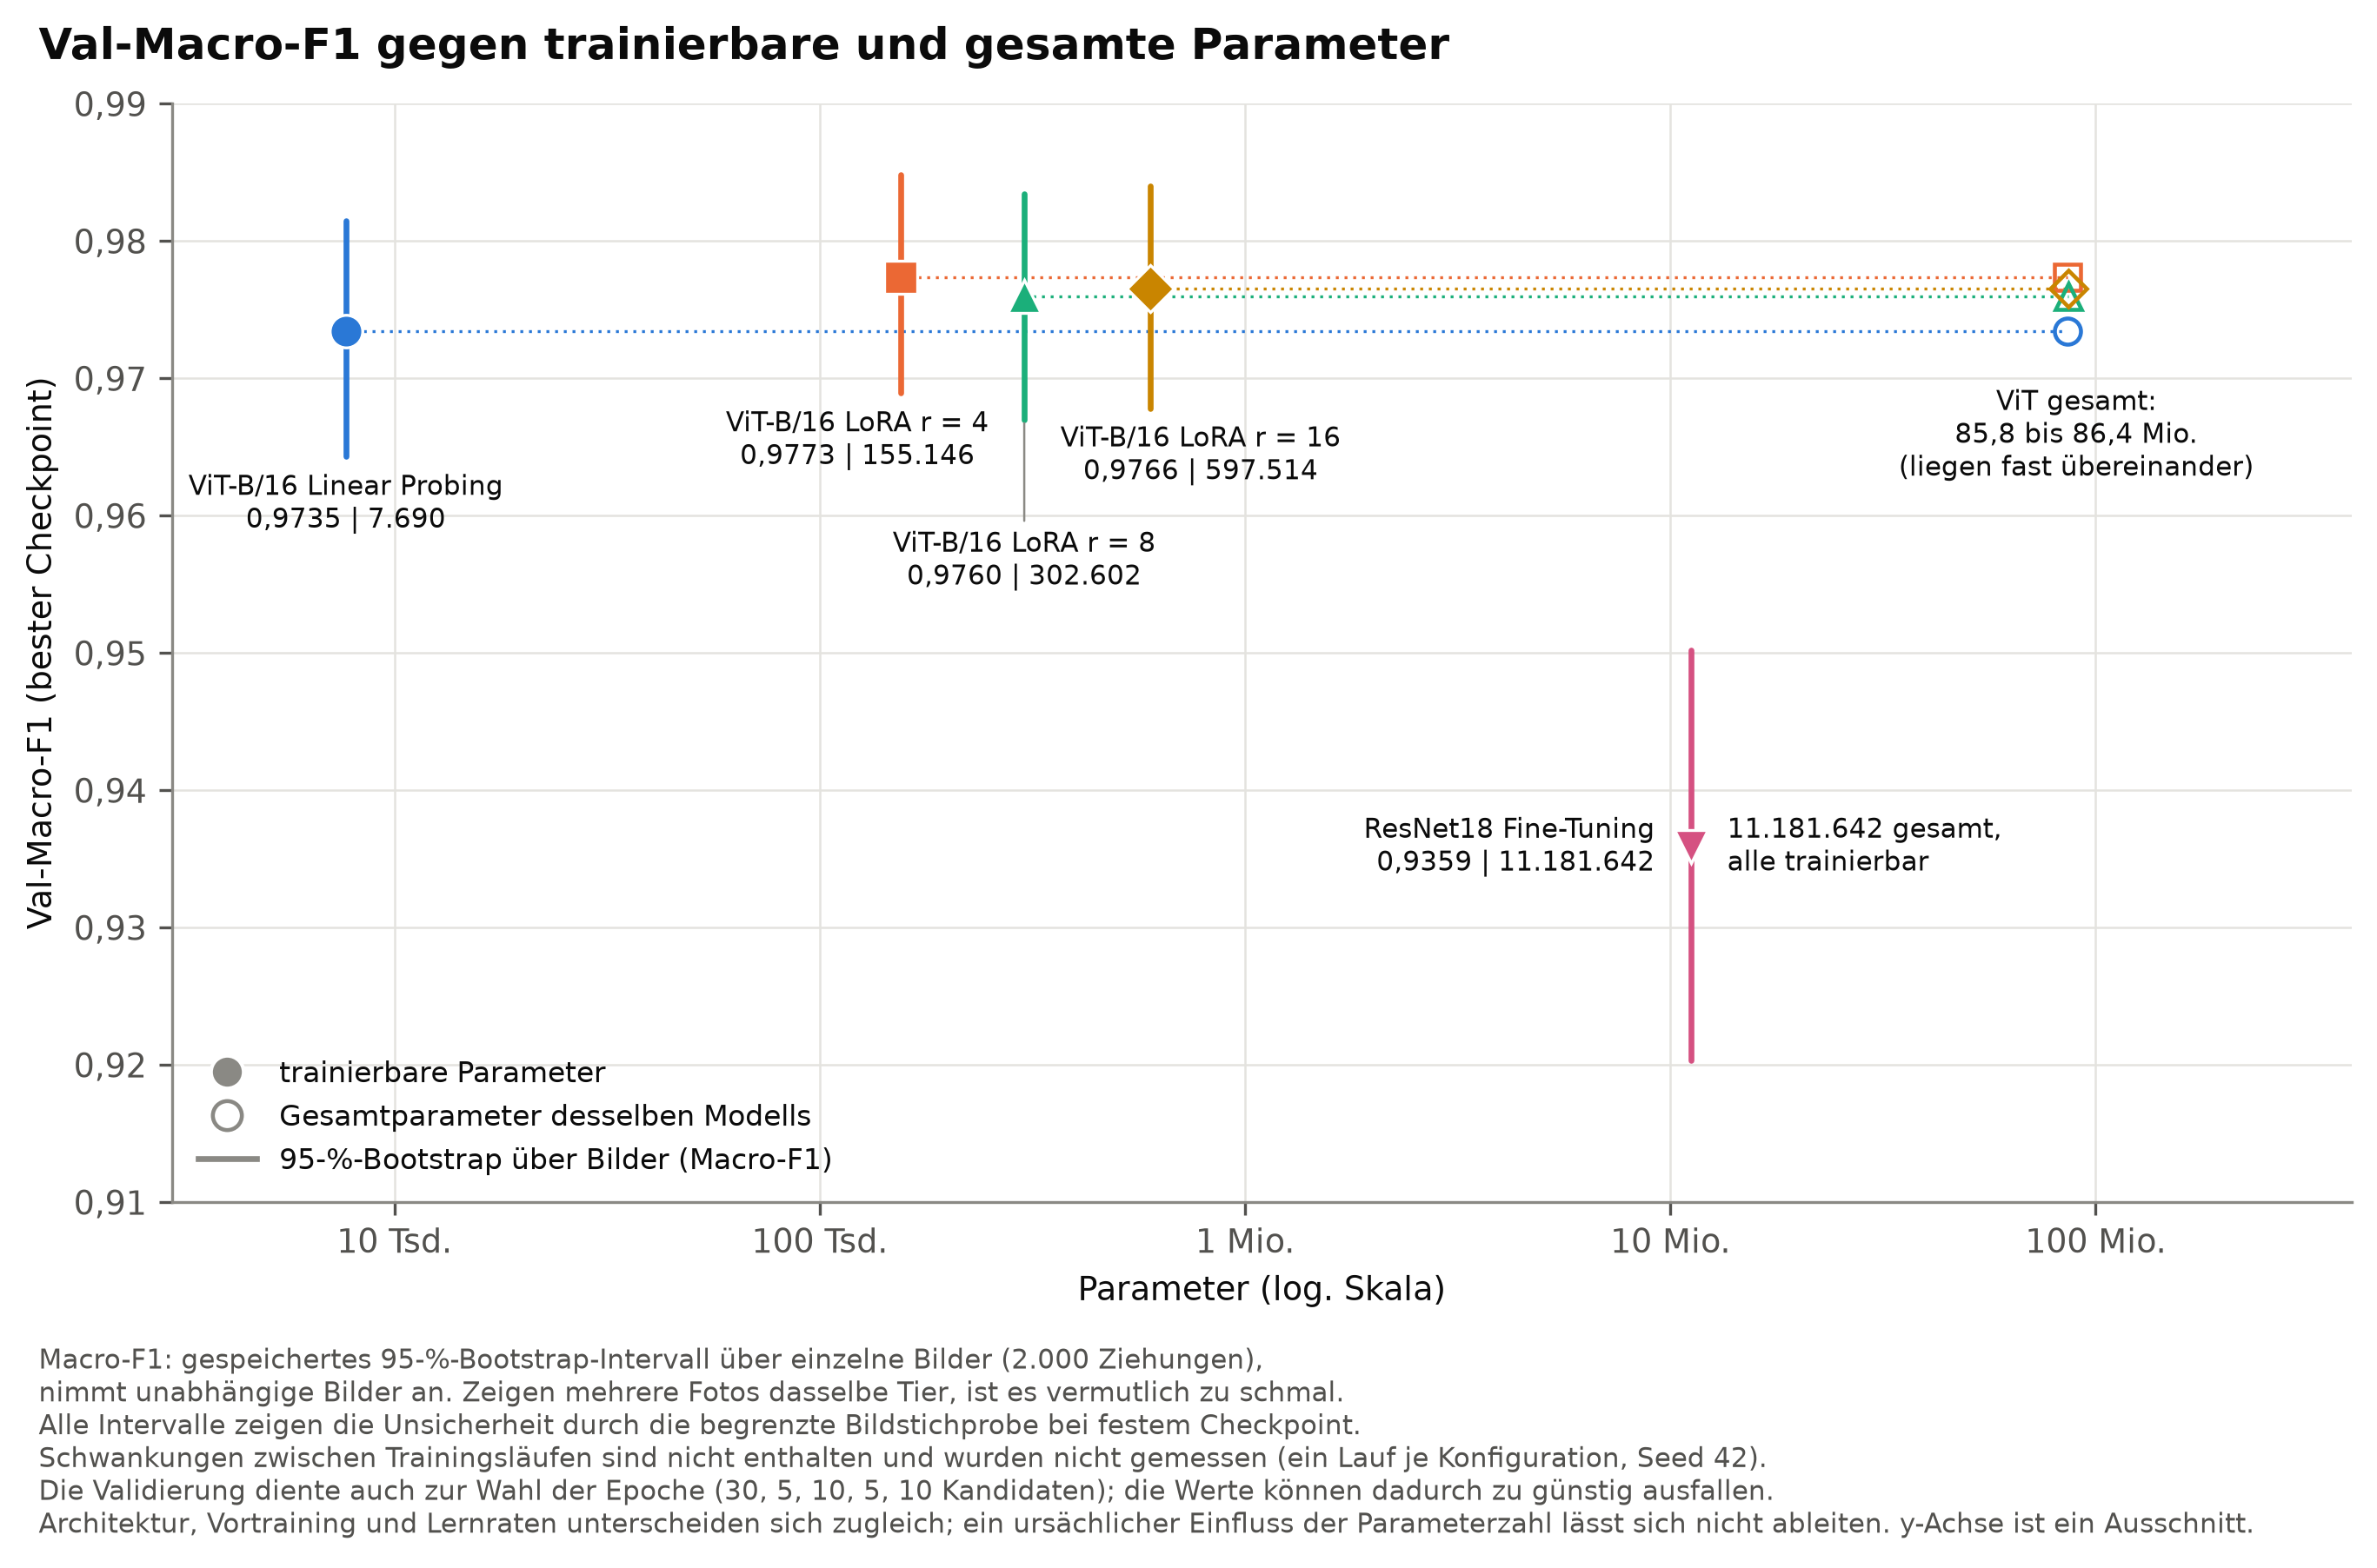 Val-Macro-F1 gegen trainierbare und gesamte Parameter
Val-Macro-F1 (bester Checkpoint)
0,99
0,98
0,97
0,96
0,95
0,94
0,93
0,92
0,91
ViT-B/16 Linear Probing
0,9735 | 7.690
ViT-B/16 LoRA r = 4
0,9773 | 155.146
ViT-B/16 LoRA r = 8
0,9760 | 302.602
ViT-B/16 LoRA r = 16
0,9766 | 597.514
ViT gesamt:
85,8 bis 86,4 Mio.
(liegen fast übereinander)
ResNet18 Fine-Tuning
0,9359 | 11.181.642
11.181.642 gesamt,
alle trainierbar
trainierbare Parameter
Gesamtparameter desselben Modells
95-%-Bootstrap über Bilder (Macro-F1)
10 Tsd.
100 Tsd.
1 Mio.
10 Mio.
100 Mio.
Parameter (log. Skala)
Macro-F1: gespeichertes 95-%-Bootstrap-Intervall über einzelne Bilder (2.000 Ziehungen),
nimmt unabhängige Bilder an. Zeigen mehrere Fotos dasselbe Tier, ist es vermutlich zu schmal.
Alle Intervalle zeigen die Unsicherheit durch die begrenzte Bildstichprobe bei festem Checkpoint.
Schwankungen zwischen Trainingsläufen sind nicht enthalten und wurden nicht gemessen (ein Lauf je Konfiguration, Seed 42).
Die Validierung diente auch zur Wahl der Epoche (30, 5, 10, 5, 10 Kandidaten); die Werte können dadurch zu günstig ausfallen.
Architektur, Vortraining und Lernraten unterscheiden sich zugleich; ein ursächlicher Einfluss der Parameterzahl lässt sich nicht ableiten. y-Achse ist ein Ausschnitt.